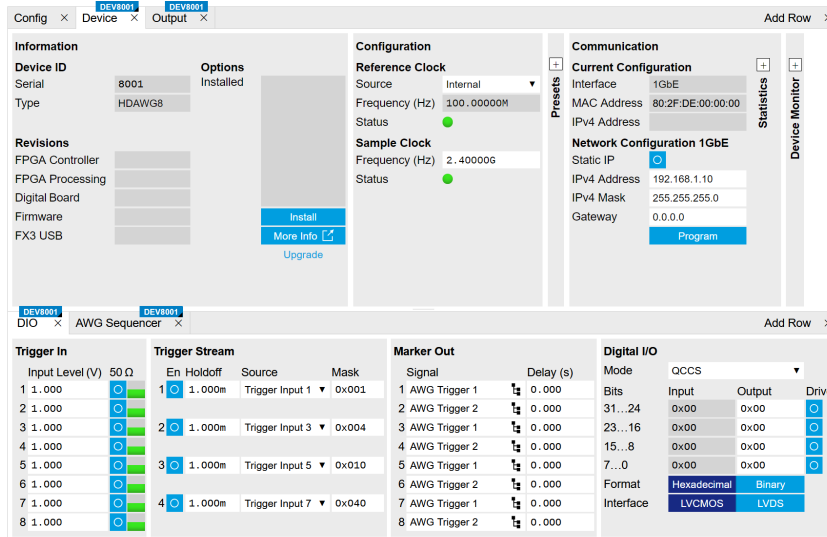 DEV8001 DEV8001
Config × Device × Output × Add Row ×
Information
Device ID Options
Serial 8001 Installed
Type HDAWG8
Revisions
FPGA Controller
FPGA Processing
Digital Board
Firmware Install
FX3 USB More Info
Upgrade
Configuration
Reference Clock
Source Internal ▼
Frequency (Hz) 100.00000M
Status
Sample Clock
Frequency (Hz) 2.40000G
Status
+ Presets
Communication
Current Configuration
Interface 1GbE
MAC Address 80:2F:DE:00:00:00
IPv4 Address
Network Configuration 1GbE
Static IP
IPv4 Address 192.168.1.10
IPv4 Mask 255.255.255.0
Gateway 0.0.0.0
Program
+ Statistics
+ Device Monitor
DEV8001 DEV8001
DIO × AWG Sequencer × Add Row ×
Trigger In
Input Level (V) 50 Ω
1 1.000
2 1.000
3 1.000
4 1.000
5 1.000
6 1.000
7 1.000
8 1.000
Trigger Stream
En Holdoff Source Mask
1 1.000m Trigger Input 1 ▼ 0x001
2 1.000m Trigger Input 3 ▼ 0x004
3 1.000m Trigger Input 5 ▼ 0x010
4 1.000m Trigger Input 7 ▼ 0x040
Marker Out
Signal Delay (s)
1 AWG Trigger 1 0.000
2 AWG Trigger 2 0.000
3 AWG Trigger 1 0.000
4 AWG Trigger 2 0.000
5 AWG Trigger 1 0.000
6 AWG Trigger 2 0.000
7 AWG Trigger 1 0.000
8 AWG Trigger 2 0.000
Digital I/O
Mode QCCS ▼
Bits Input Output Driv
31...24 0x00 0x00
23...16 0x00 0x00
15...8 0x00 0x00
7...0 0x00 0x00
Format Hexadecimal Binary
Interface LVCMOS LVDS